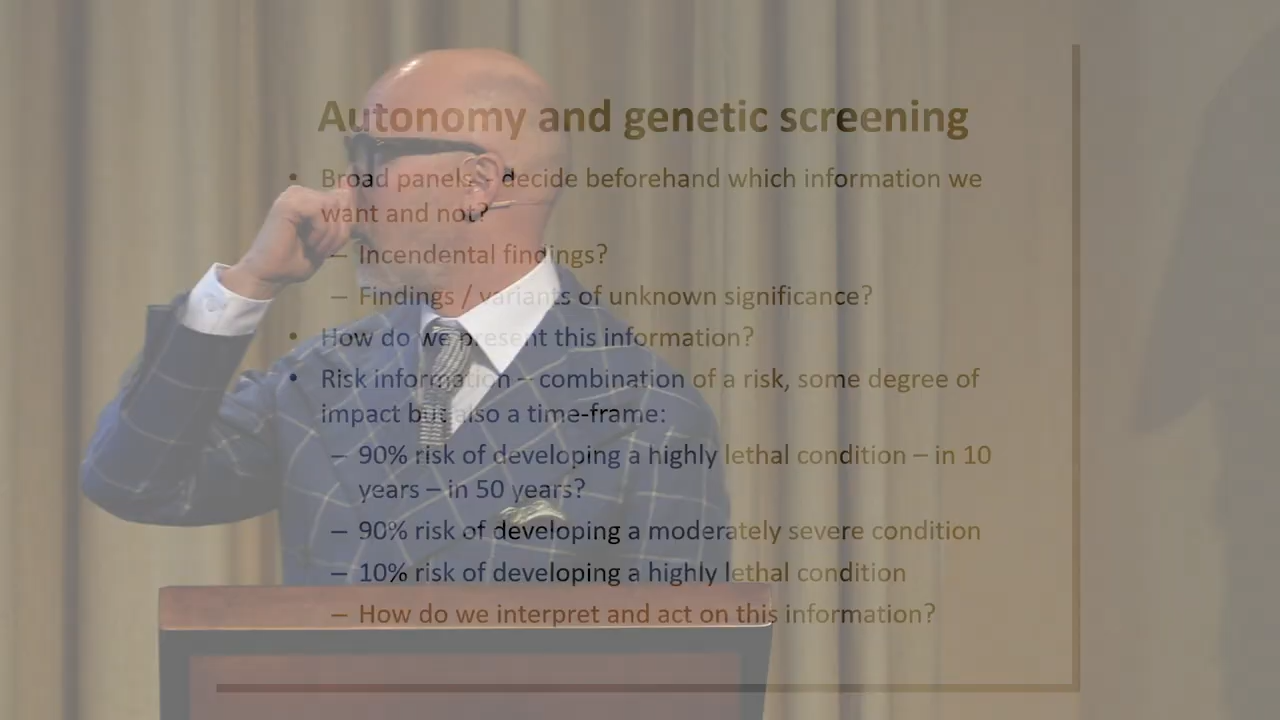 Autonomy and genetic screening
• Broad panels – decide beforehand which information we
want and not?
– Incendental findings?
– Findings / variants of unknown significance?
• How do we present this information?
• Risk information – combination of a risk, some degree of
impact but also a time-frame:
– 90% risk of developing a highly lethal condition – in 10
years – in 50 years?
– 90% risk of developing a moderately severe condition
– 10% risk of developing a highly lethal condition
– How do we interpret and act on this information?